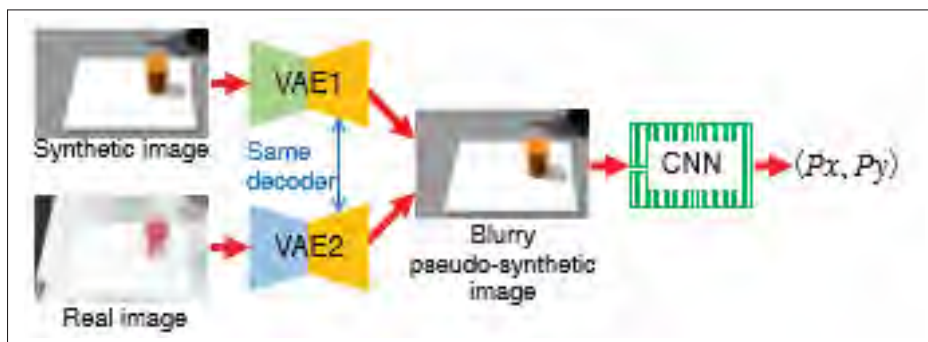 Synthetic image
VAE1
Same
decoder
VAE2
Real image
Blurry
pseudo-synthetic
image
CNN
(Px, Py)